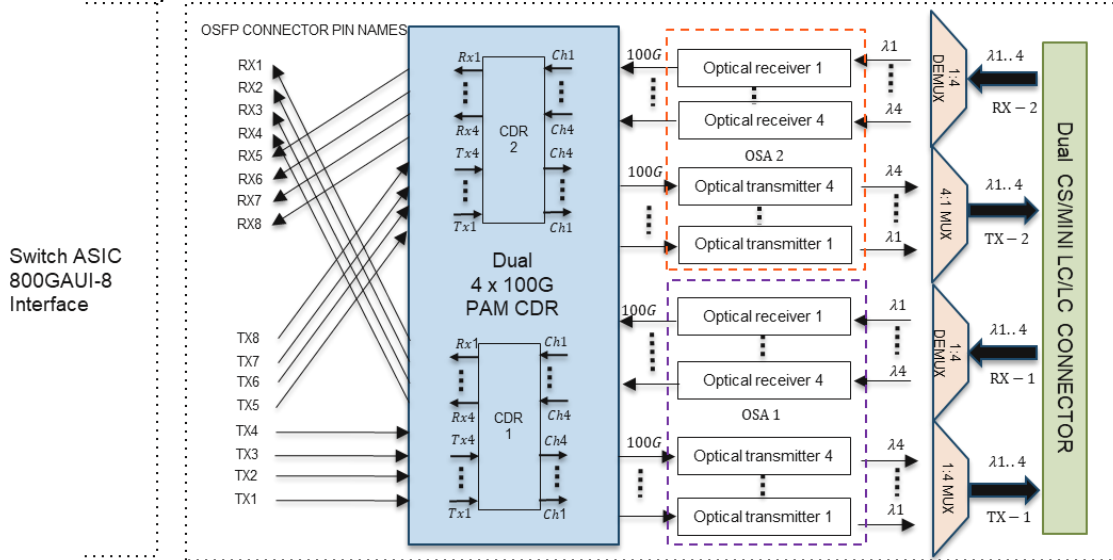 OSFP CONNECTOR PIN NAMES
RX1
RX2
RX3
RX4
RX5
RX6
RX7
RX8
Switch ASIC
800GAUI-8
Interface
TX8
TX7
TX6
TX5
TX4
TX3
TX2
TX1
Rx1
Rx4
Tx4
Tx1
CDR
2
Ch1
Ch4
Ch4
Ch1
Dual
4 x 100G
PAM CDR
Rx1
Rx4
Tx4
Tx1
CDR
1
Ch1
Ch4
Ch4
Ch1
100G
100G
100G
100G
Optical receiver 1
Optical receiver 4
OSA 2
Optical transmitter 4
Optical transmitter 1
Optical receiver 1
Optical receiver 4
OSA 1
Optical transmitter 4
Optical transmitter 1
λ1
λ4
λ4
λ1
λ1
λ4
λ4
λ1
1:4
DEMUX
4:1 MUX
1:4
DEMUX
1:4 MUX
λ1..4
RX−2
λ1..4
TX−2
λ1..4
RX−1
λ1..4
TX−1
Dual CS/MINI LC/LC CONNECTOR